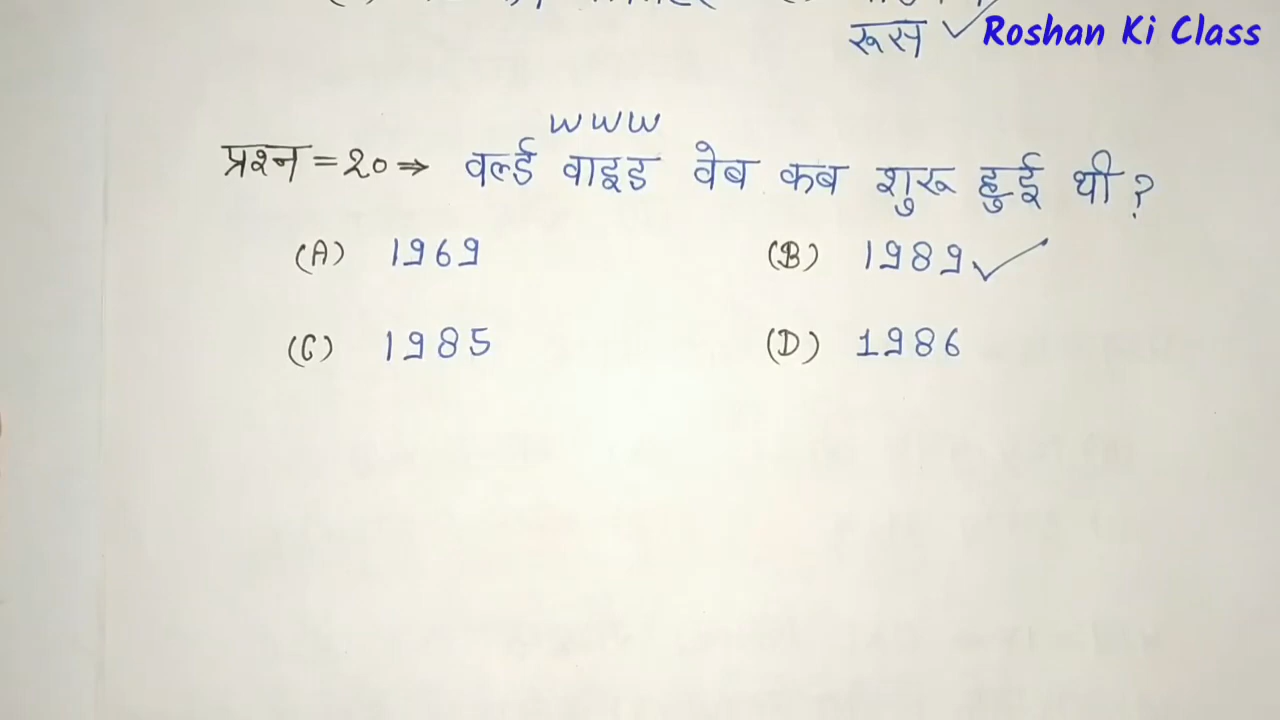 रूस ✓ Roshan Ki Class
www
प्रश्न = 20 ⇒ वर्ल्ड वाइड वेब कब शुरू हुई थी ?
(A) 1969 (B) 1989 ✓
(C) 1985 (D) 1986